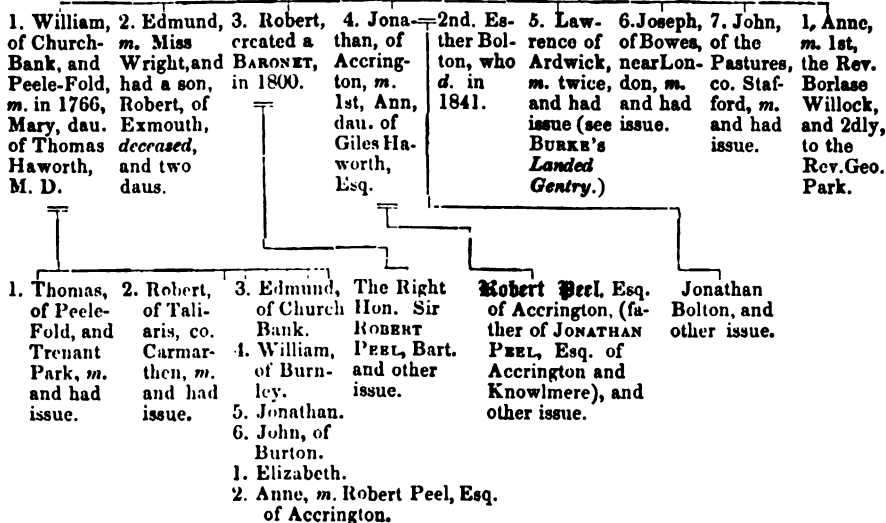 1. William,
of Church-
Bank, and
Peele-Fold,
m. in 1766,
Mary, dau.
of Thomas
Haworth,
M. D.
2. Edmund,
m. Miss
Wright, and
had a son,
Robert, of
Exmouth,
deceased,
and two
daus.
3. Robert,
created a
BARONET,
in 1800.
4. Jona-
than, of
Accring-
ton, m.
1st, Ann,
dau. of
Giles Ha-
worth,
Esq.
2nd. Es-
ther Bol-
ton, who
d. in
1841.
5. Law-
rence of
Ardwick,
m. twice,
and had
issue (see
BURKE'S
Landed
Gentry.)
6. Joseph,
of Bowes,
near Lon-
don, m.
and had
issue.
7. John,
of the
Pastures,
co. Staf-
ford, m.
and had
issue.
1, Anne,
m. 1st,
the Rev.
Borlase
Willock,
and 2dly,
to the
Rev. Geo.
Park.
1. Thomas,
of Peele-
Fold, and
Trenant
Park, m.
and had
issue.
2. Robert,
of Tali-
aris, co.
Carmar-
then, m.
and had
issue.
3. Edmund,
of Church
Bank.
4. William,
of Burn-
ley.
5. Jonathan.
6. John, of
Burton.
1. Elizabeth.
2. Anne, m. Robert Peel, Esq.
of Accrington.
The Right
Hon. Sir
ROBERT
PEEL, Bart.
and other
issue.
Robert Peel, Esq.
of Accrington, (fa-
ther of JONATHAN
PEEL, Esq. of
Accrington and
Knowlmere), and
other issue.
Jonathan
Bolton, and
other issue.